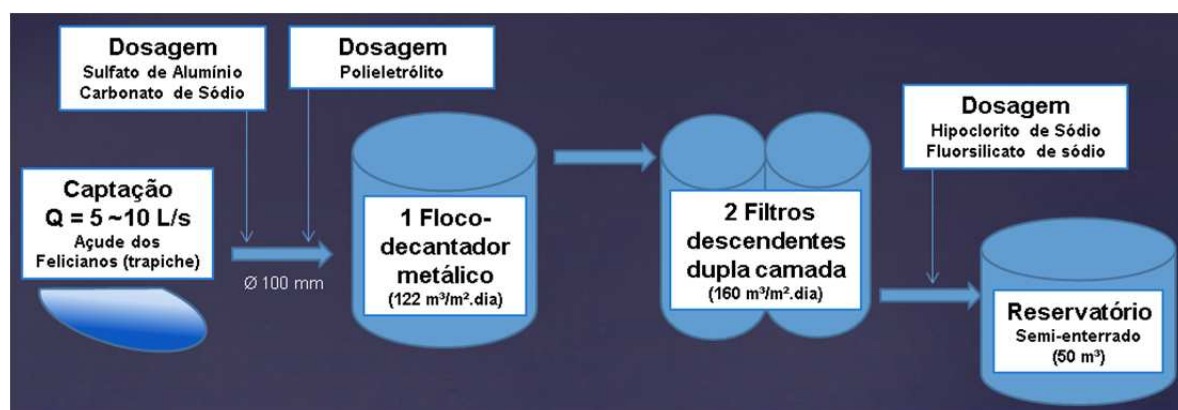 Dosagem
Sulfato de Alumínio
Carbonato de Sódio
Dosagem
Polieletrólito
Captação
Q = 5 ~10 L/s
Açude dos
Felicianos (trapiche)
Ø 100 mm
1 Floco-
decantador
metálico
(122 m³/m².dia)
2 Filtros
descendentes
dupla camada
(160 m³/m².dia)
Dosagem
Hipoclorito de Sódio
Fluorsilicato de sódio
Reservatório
Semi-enterrado
(50 m³)